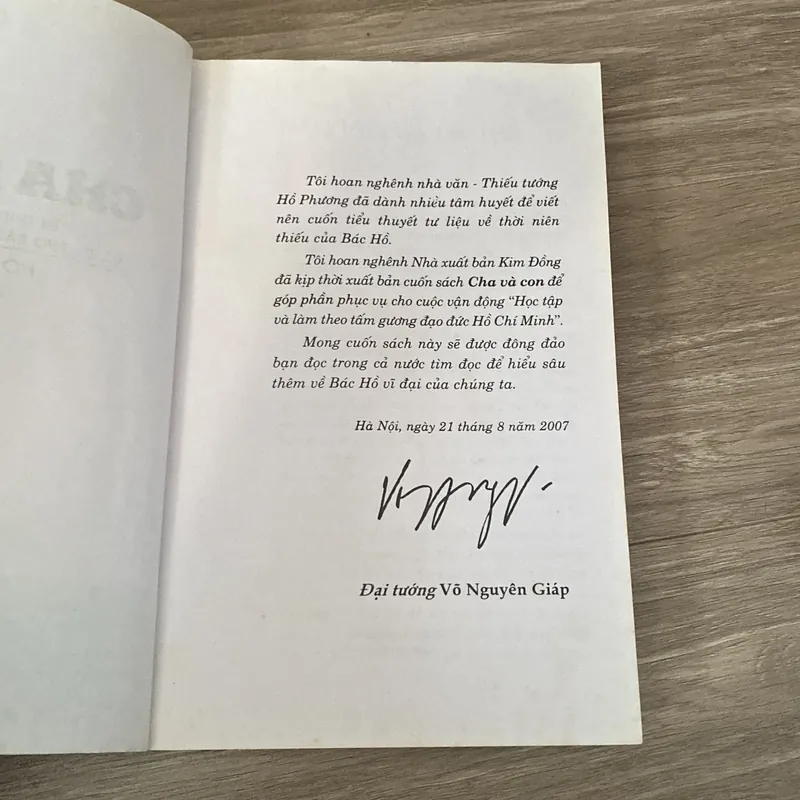 Tôi hoan nghênh nhà văn - Thiếu tướng
Hồ Phương đã dành nhiều tâm huyết để viết
nên cuốn tiểu thuyết tư liệu về thời niên
thiếu của Bác Hồ.
Tôi hoan nghênh Nhà xuất bản Kim Đồng
đã kịp thời xuất bản cuốn sách Cha và con để
góp phần phục vụ cho cuộc vận động “Học tập
và làm theo tấm gương đạo đức Hồ Chí Minh”.
Mong cuốn sách này sẽ được đông đảo
bạn đọc trong cả nước tìm đọc để hiểu sâu
thêm về Bác Hồ vĩ đại của chúng ta.
Hà Nội, ngày 21 tháng 8 năm 2007
Đại tướng Võ Nguyên Giáp